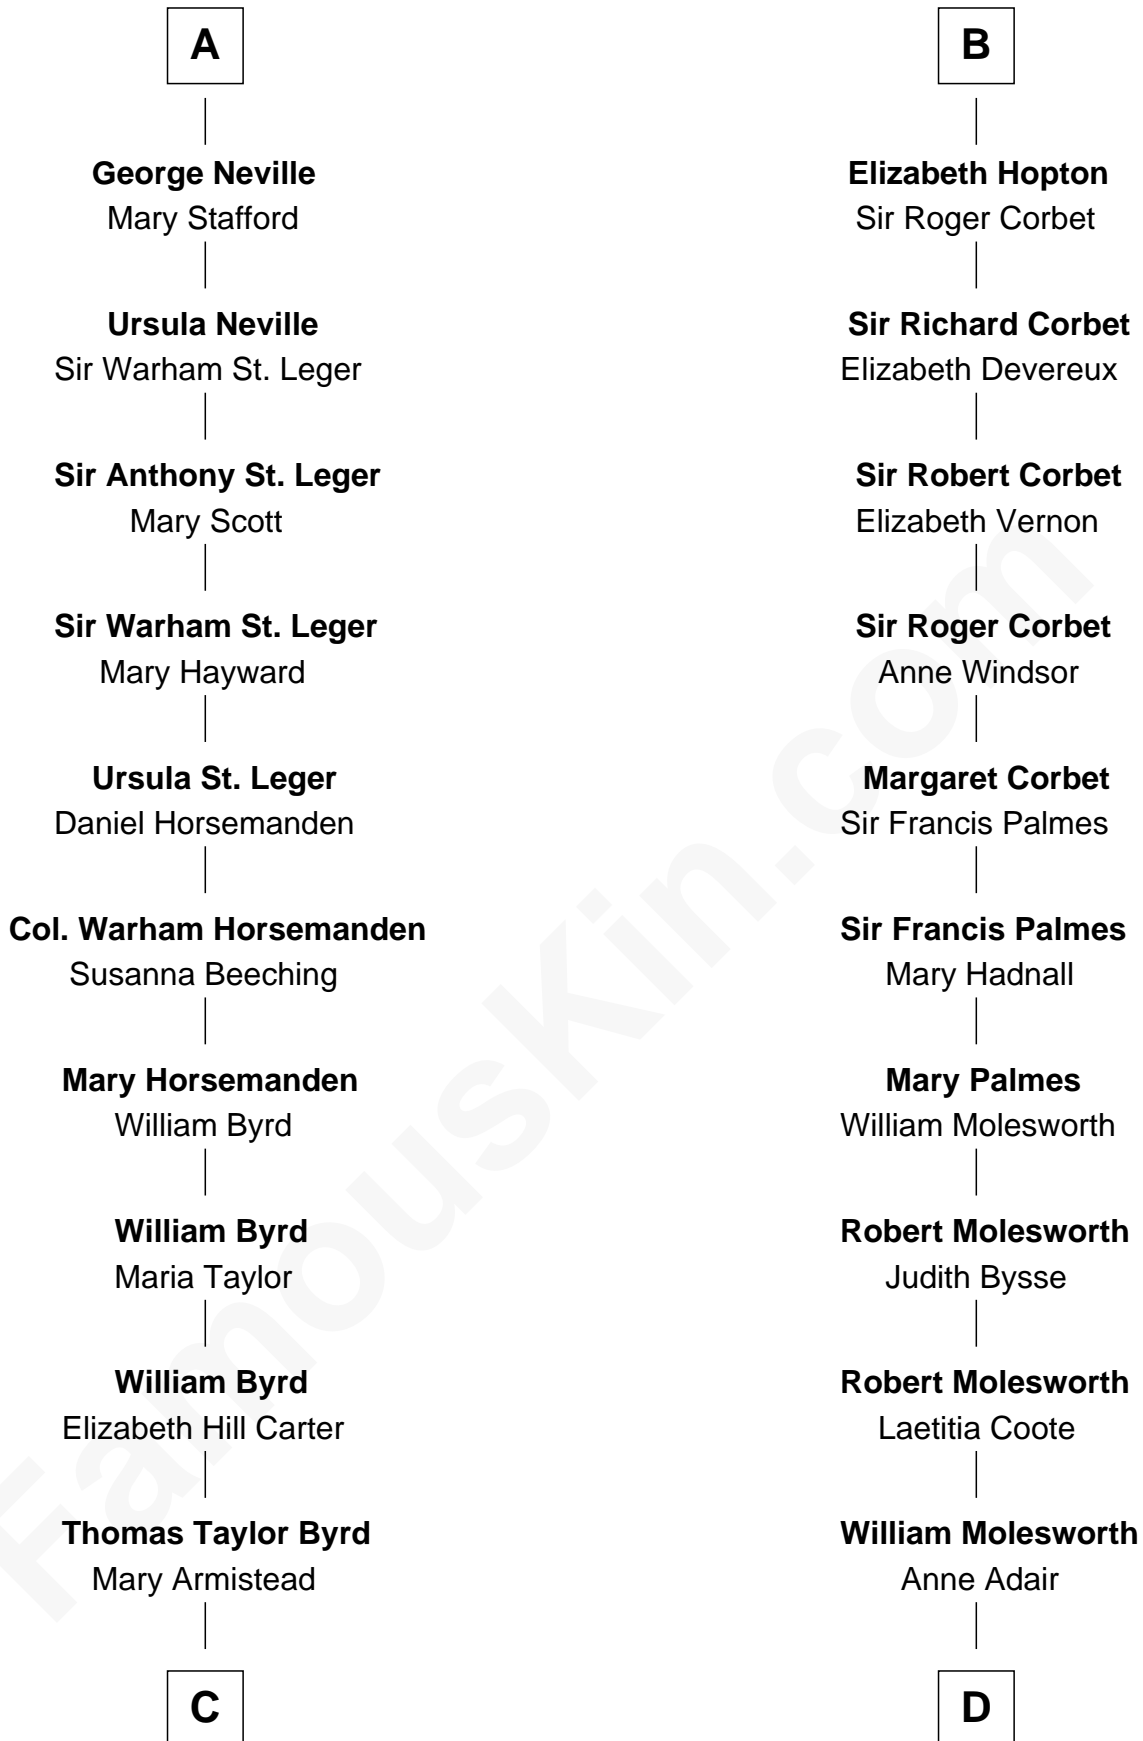 A
George Neville
Mary Stafford
Ursula Neville
Sir Warham St. Leger
Sir Anthony St. Leger
Mary Scott
Sir Warham St. Leger
Mary Hayward
Ursula St. Leger
Daniel Horsemanden
Col. Warham Horsemanden
Susanna Beeching
Mary Horsemanden
William Byrd
William Byrd
Maria Taylor
William Byrd
Elizabeth Hill Carter
Thomas Taylor Byrd
Mary Armistead
C
B
Elizabeth Hopton
Sir Roger Corbet
Sir Richard Corbet
Elizabeth Devereux
Sir Robert Corbet
Elizabeth Vernon
Sir Roger Corbet
Anne Windsor
Margaret Corbet
Sir Francis Palmes
Sir Francis Palmes
Mary Hadnall
Mary Palmes
William Molesworth
Robert Molesworth
Judith Bysse
Robert Molesworth
Laetitia Coote
William Molesworth
Anne Adair
D
FamousKin.com